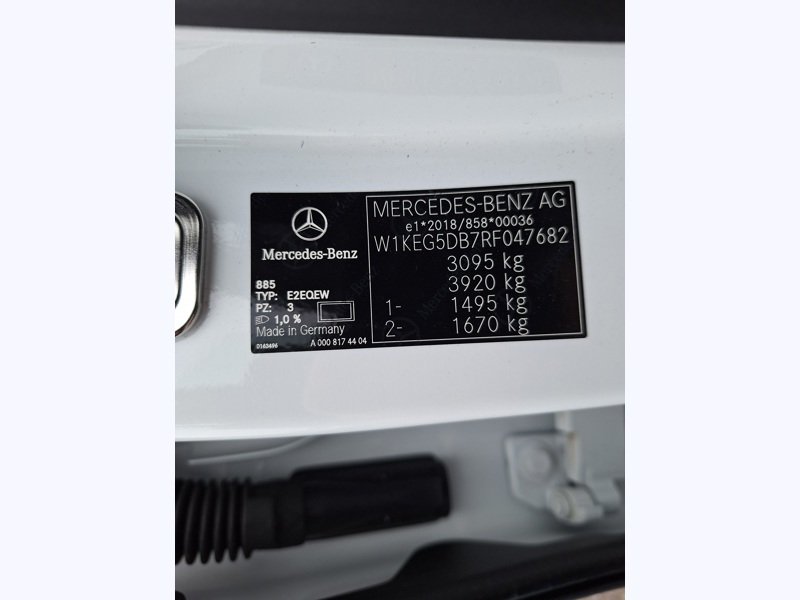 Mercedes-Benz
885
TYP: E2EQEW
PZ: 3
1,0 %
Made in Germany
0163496
A 000 817 44 04
MERCEDES-BENZ AG
e1*2018/858*00036
W1KEG5DB7RF047682
3095 kg
3920 kg
1- 1495 kg
2- 1670 kg